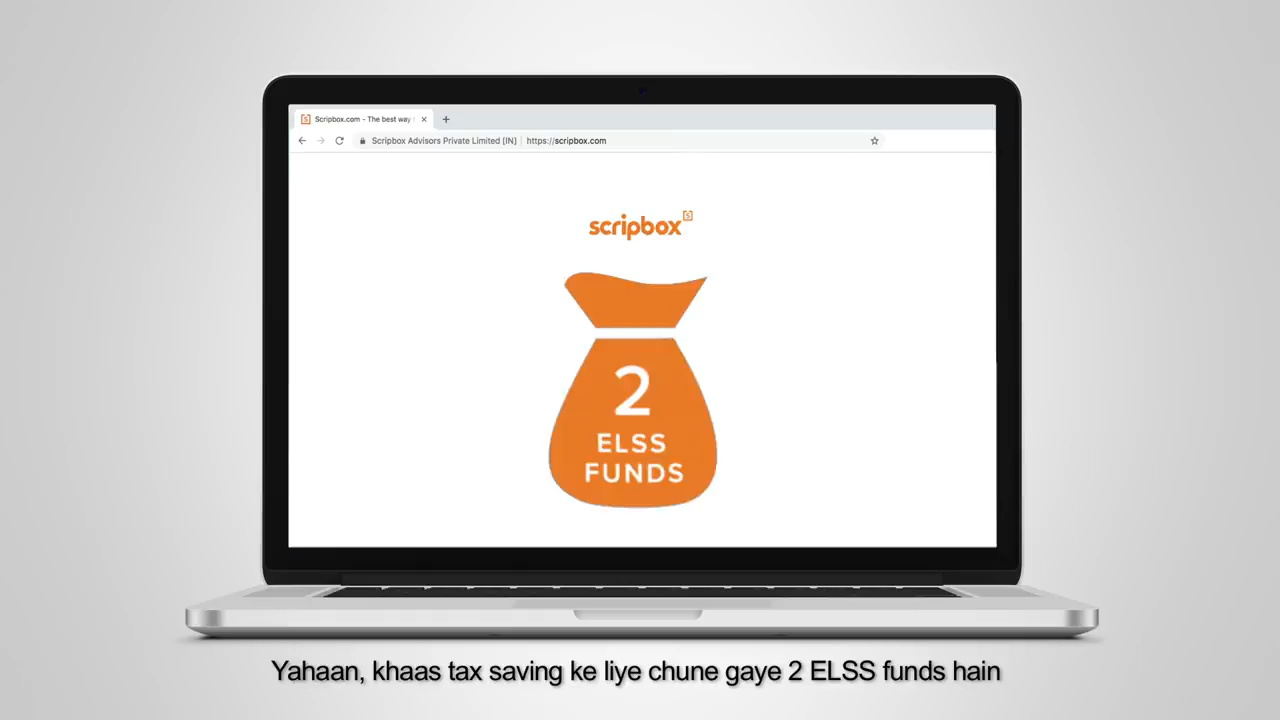 Scripbox.com - The best way
Scripbox Advisors Private Limited [IN] https://scripbox.com
scripbox
2
ELSS
FUNDS
Yahaan, khaas tax saving ke liye chune gaye 2 ELSS funds hain